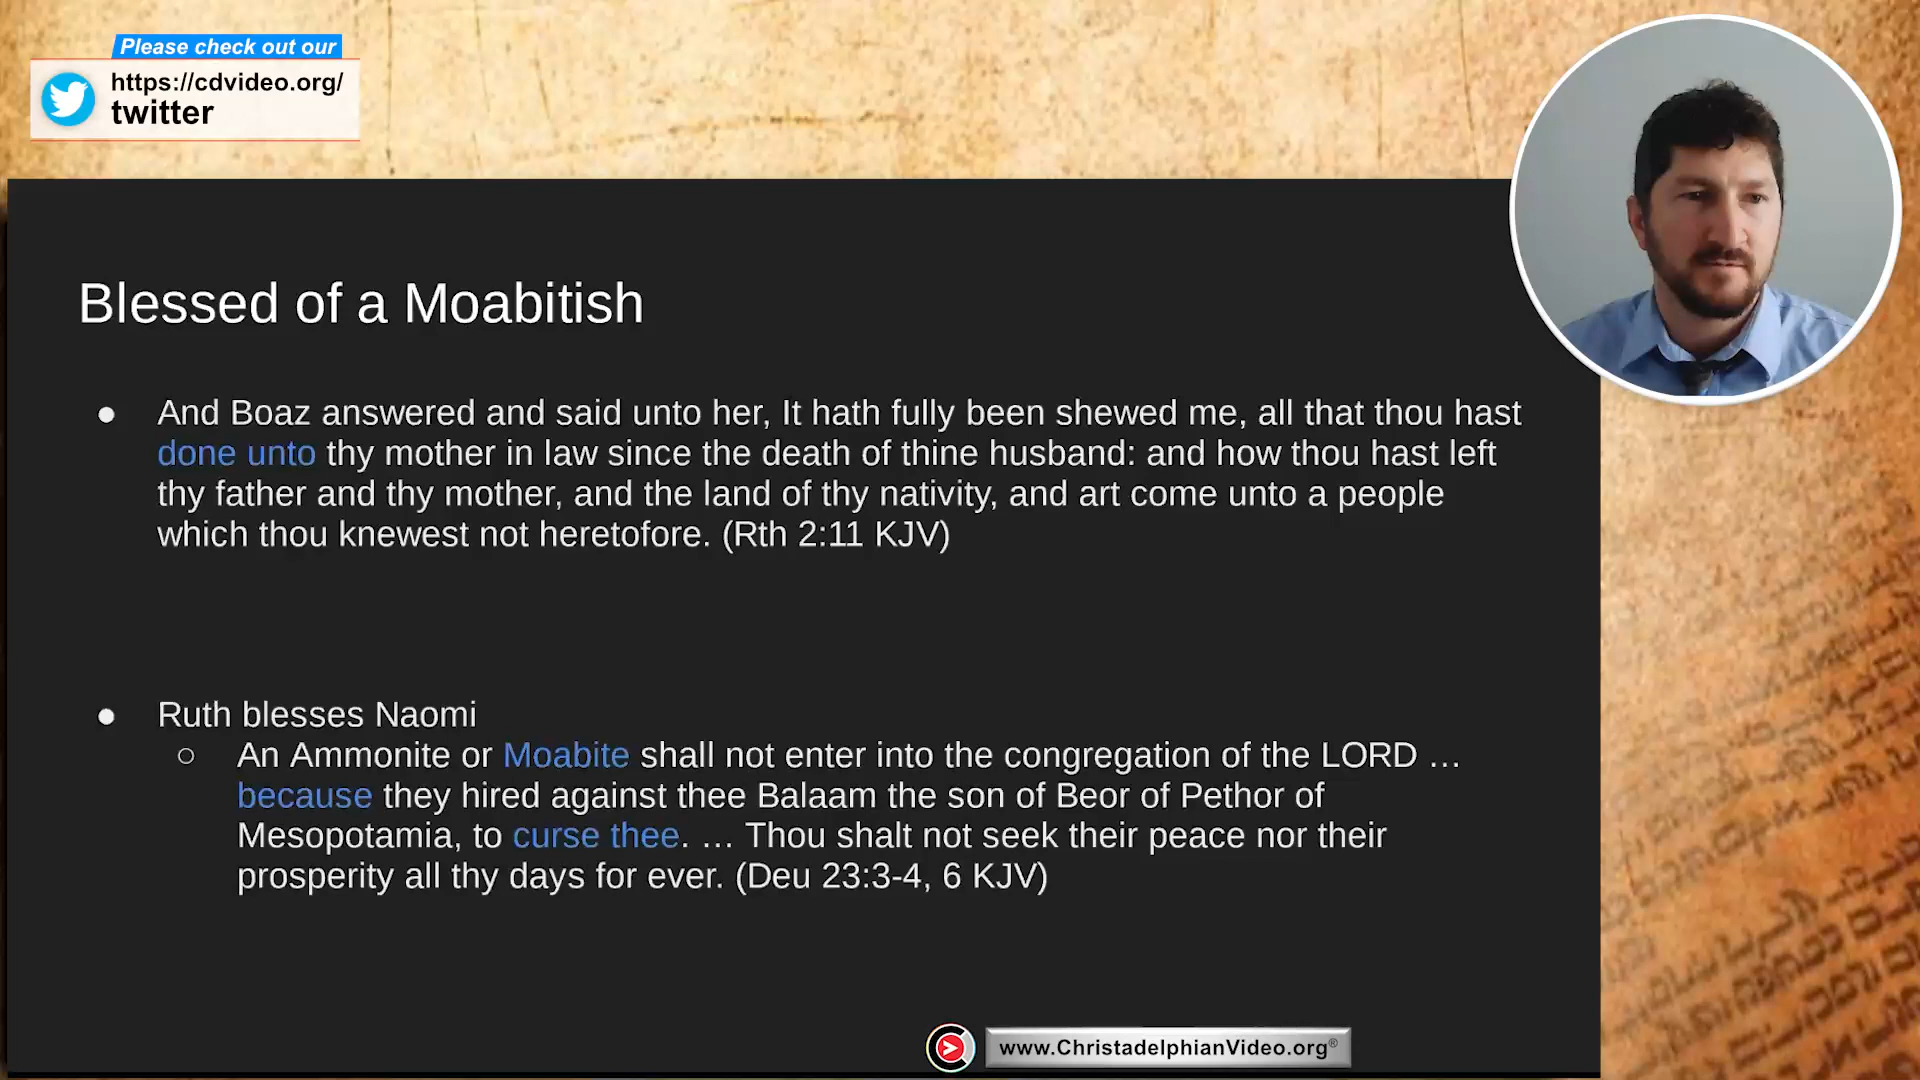 Please check out our
https://cdvideo.org/
twitter
Blessed of a Moabitish
● And Boaz answered and said unto her, It hath fully been shewed me, all that thou hast
done unto thy mother in law since the death of thine husband: and how thou hast left
thy father and thy mother, and the land of thy nativity, and art come unto a people
which thou knewest not heretofore. (Rth 2:11 KJV)
● Ruth blesses Naomi
○ An Ammonite or Moabite shall not enter into the congregation of the LORD …
because they hired against thee Balaam the son of Beor of Pethor of
Mesopotamia, to curse thee. … Thou shalt not seek their peace nor their
prosperity all thy days for ever. (Deu 23:3-4, 6 KJV)
www.ChristadelphianVideo.org®